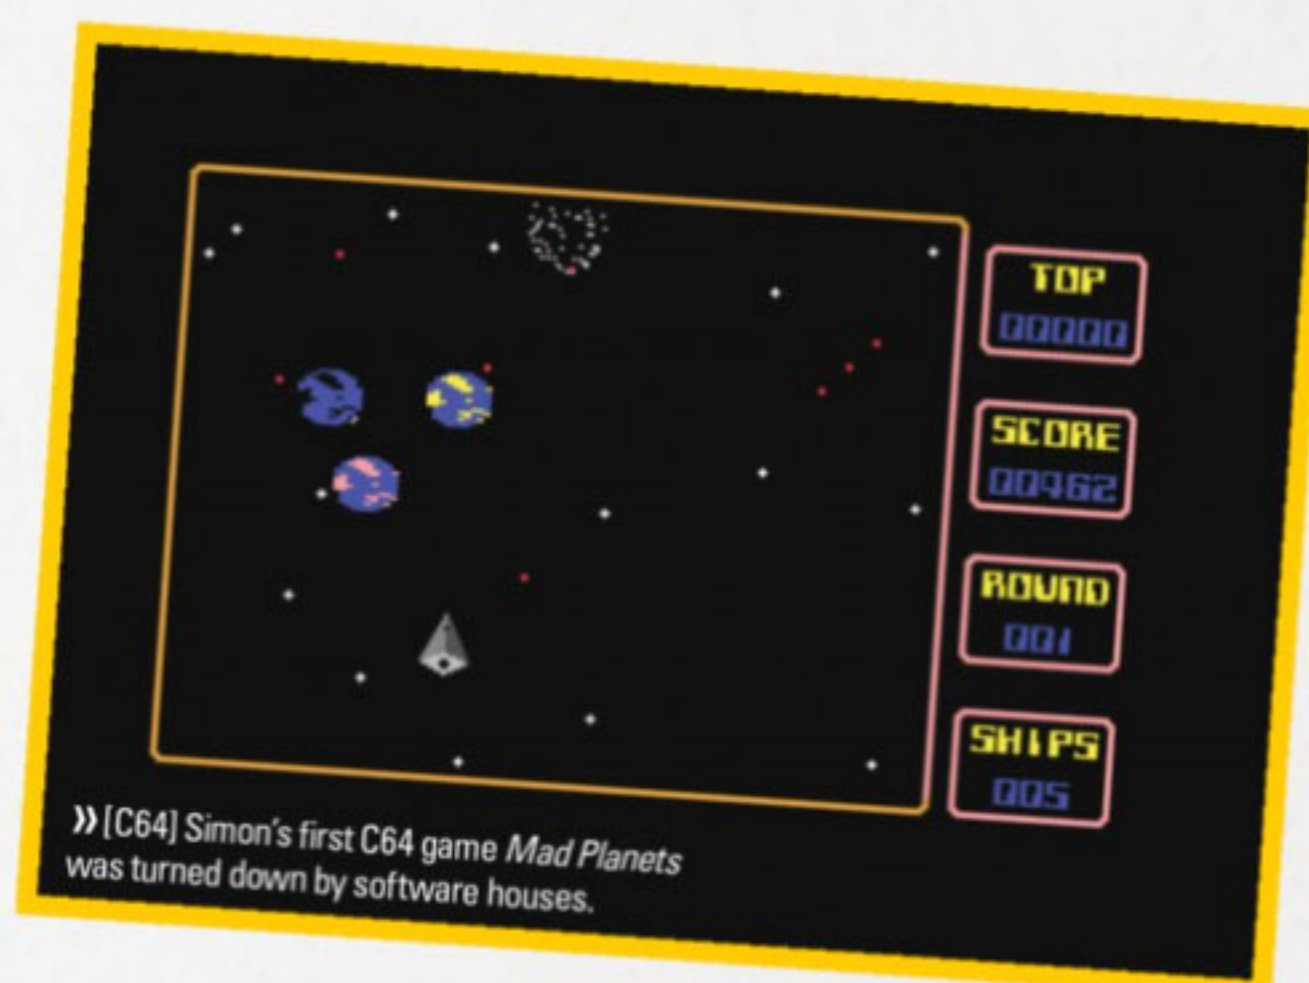 TOP
00000
SCORE
00462
ROUND
001
SHIPS
005
» [C64] Simon's first C64 game Mad Planets
was turned down by software houses.